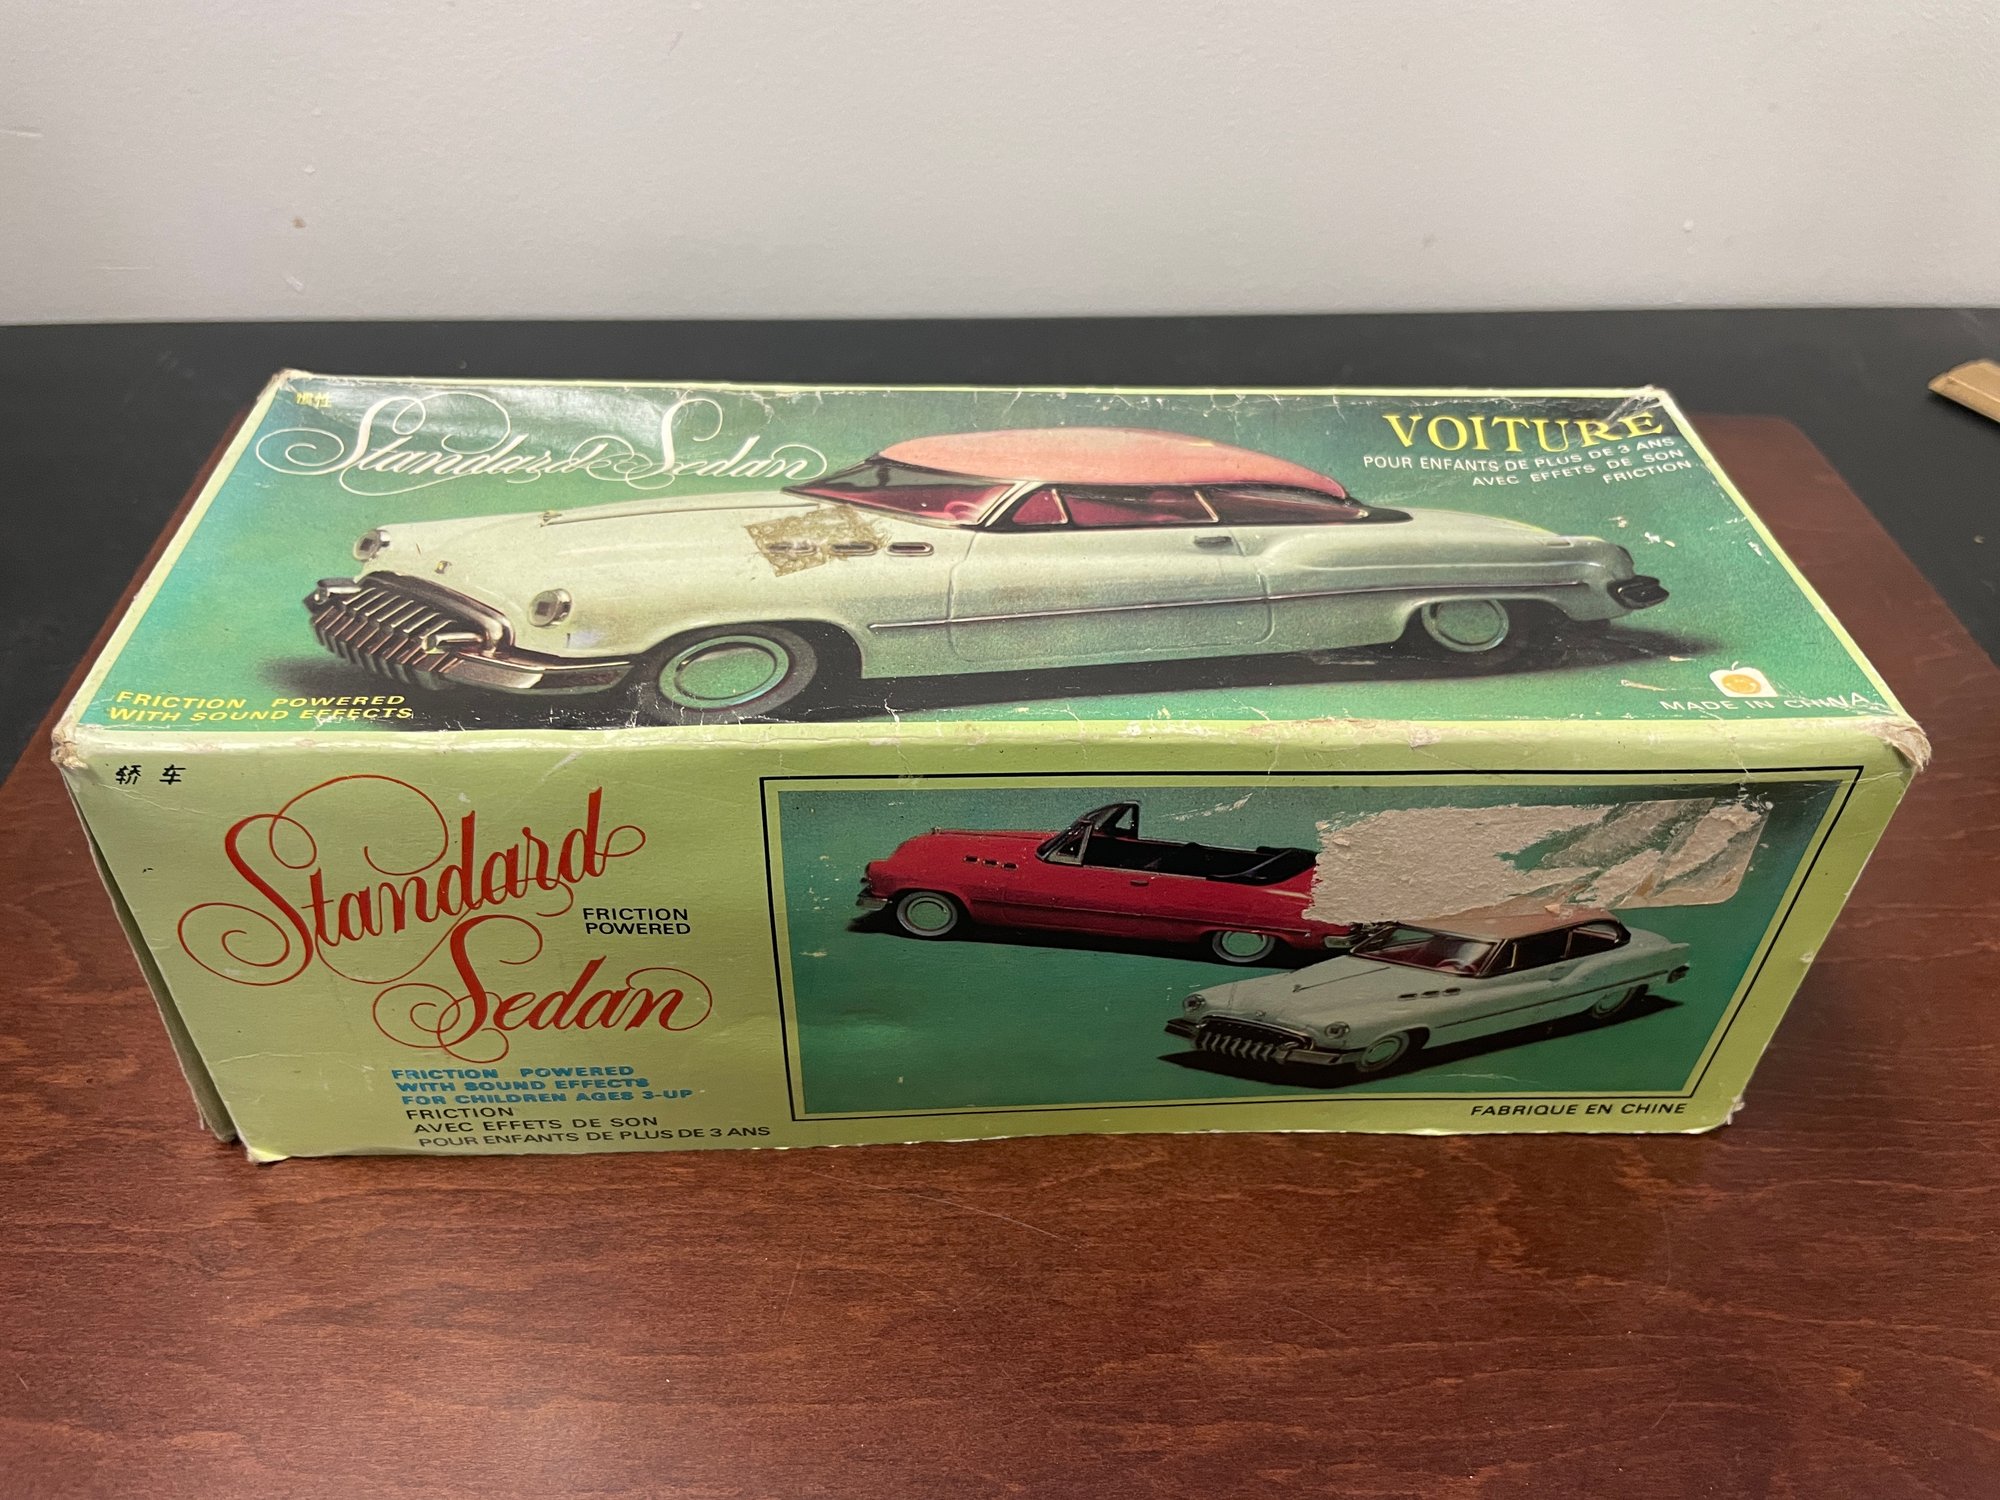 惯性
Standard Sedan
VOITURE
POUR ENFANTS DE PLUS DE 3 ANS
AVEC EFFETS DE SON
FRICTION
FRICTION POWERED
WITH SOUND EFFECTS
MADE IN CHINA
轿车
Standard
Sedan
FRICTION
POWERED
FRICTION POWERED
WITH SOUND EFFECTS
FOR CHILDREN AGES 3-UP
FRICTION
AVEC EFFETS DE SON
POUR ENFANTS DE PLUS DE 3 ANS
FABRIQUE EN CHINE